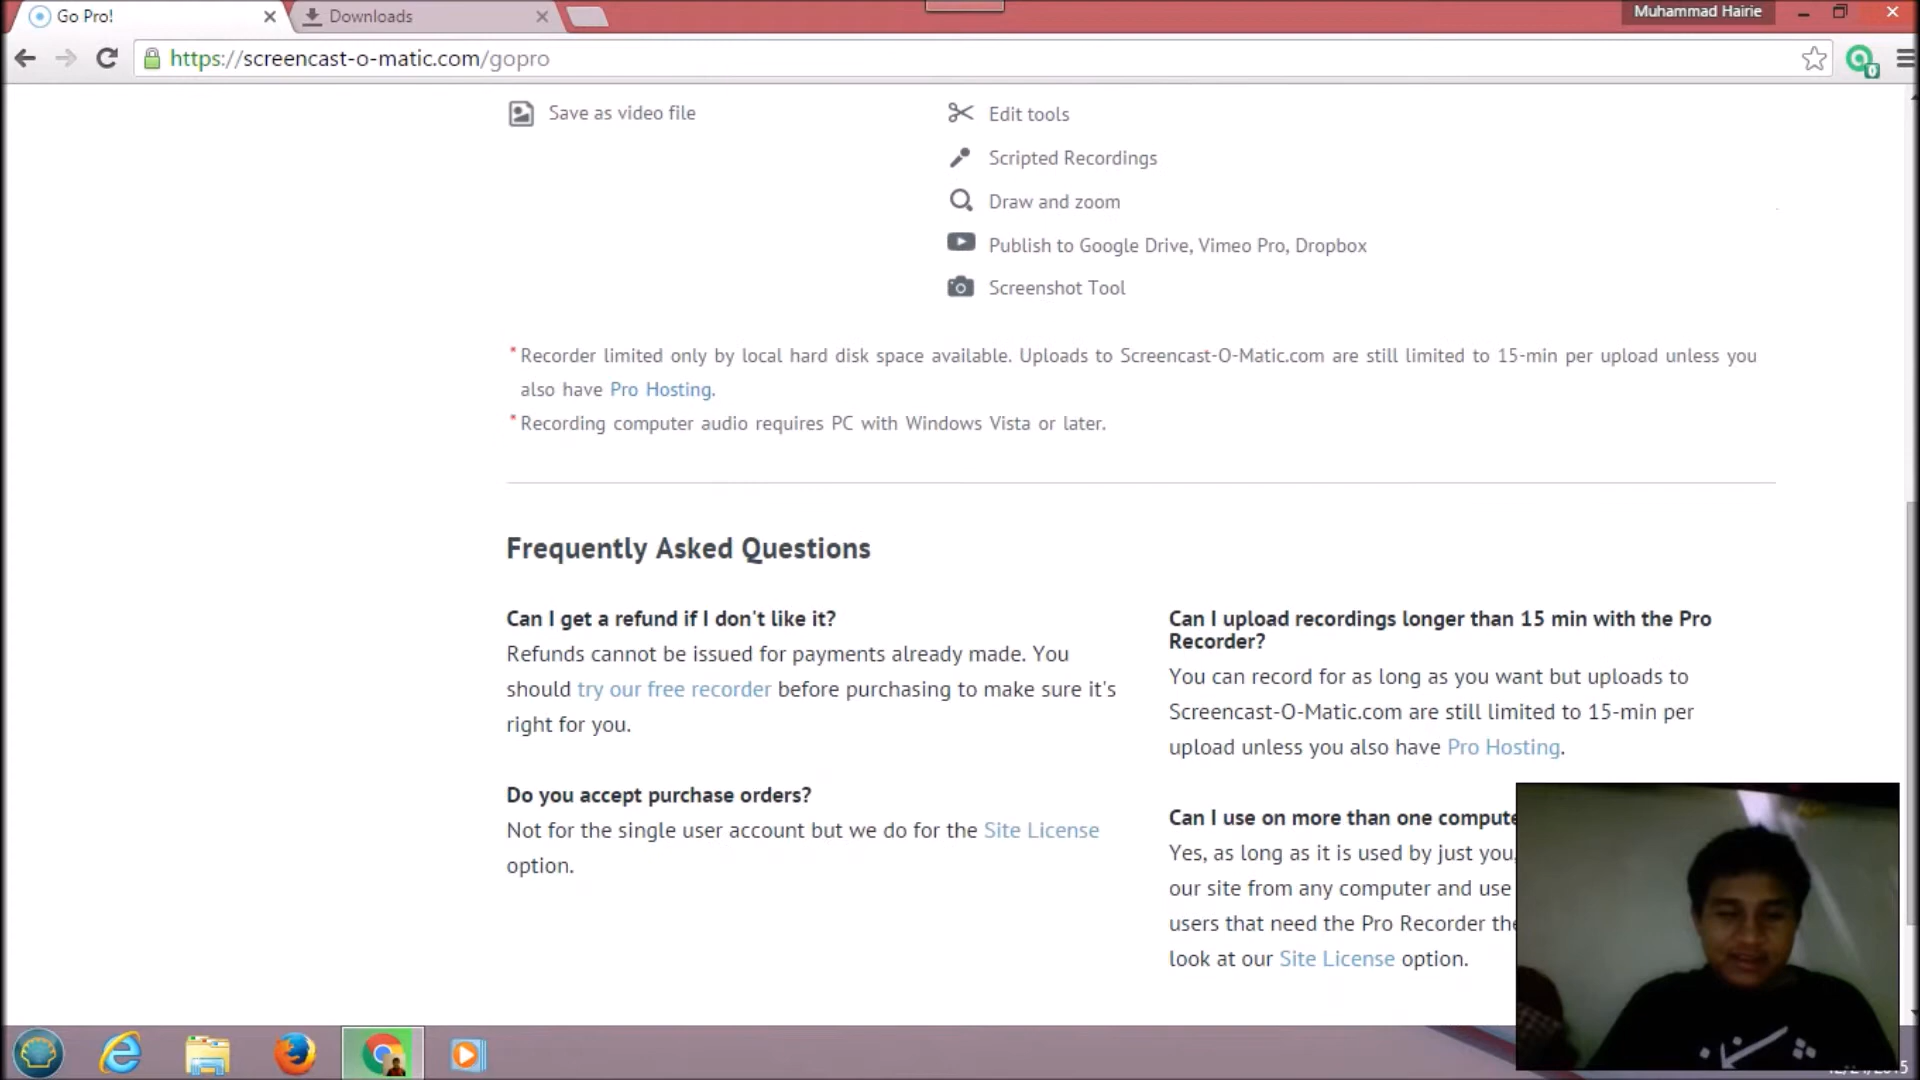 Go Pro!
Downloads
Muhammad Hairie
https://screencast-o-matic.com/gopro
0
Save as video file
Edit tools
Scripted Recordings
Draw and zoom
Publish to Google Drive, Vimeo Pro, Dropbox
Screenshot Tool
* Recorder limited only by local hard disk space available. Uploads to Screencast-O-Matic.com are still limited to 15-min per upload unless you
also have Pro Hosting.
* Recording computer audio requires PC with Windows Vista or later.
Frequently Asked Questions
Can I get a refund if I don't like it?
Refunds cannot be issued for payments already made. You
should try our free recorder before purchasing to make sure it's
right for you.
Do you accept purchase orders?
Not for the single user account but we do for the Site License
option.
Can I upload recordings longer than 15 min with the Pro
Recorder?
You can record for as long as you want but uploads to
Screencast-O-Matic.com are still limited to 15-min per
upload unless you also have Pro Hosting.
Can I use on more than one compute
Yes, as long as it is used by just you,
our site from any computer and use
users that need the Pro Recorder the
look at our Site License option.